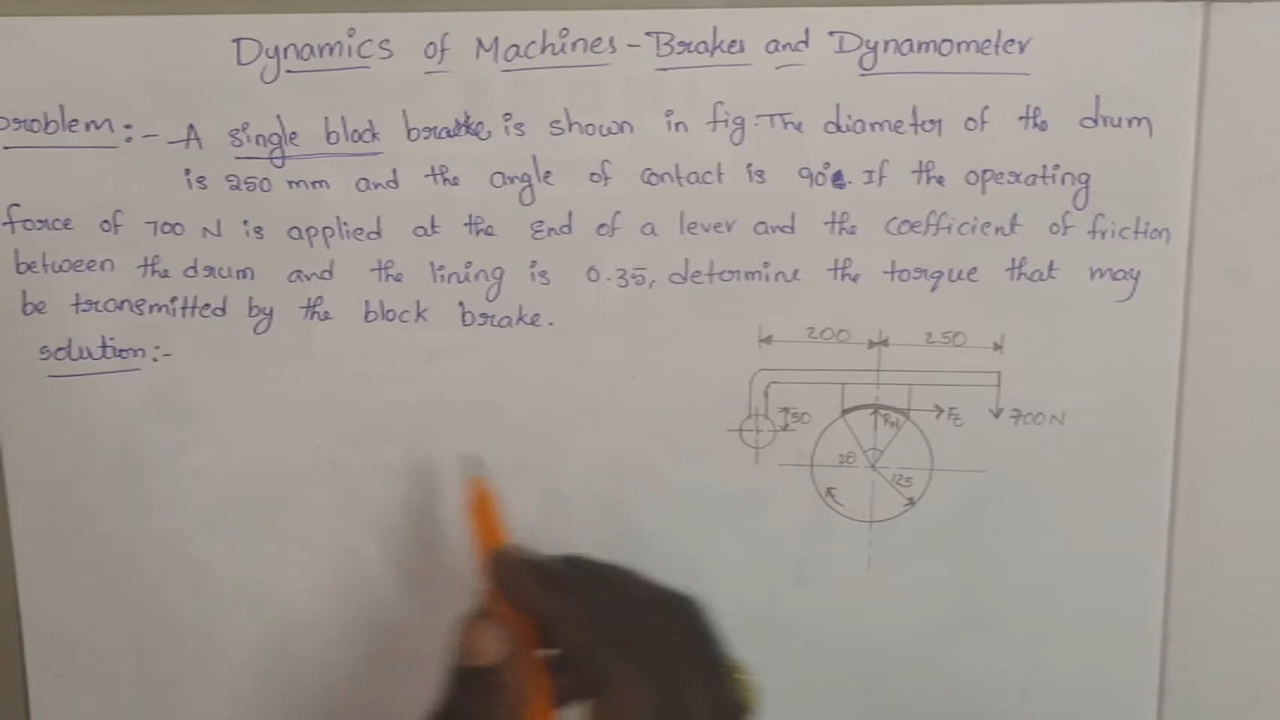 Dynamics of Machines - Brakes and Dynamometer
problem:- A single block brake is shown in fig. The diameter of the drum
is 250 mm and the angle of contact is 90°. If the operating
force of 700 N is applied at the end of a lever and the coefficient of friction
between the drum and the lining is 0.35, determine the torque that may
be transmitted by the block brake.
solution:-
200 250
50 RN Ft 700N
2θ 125